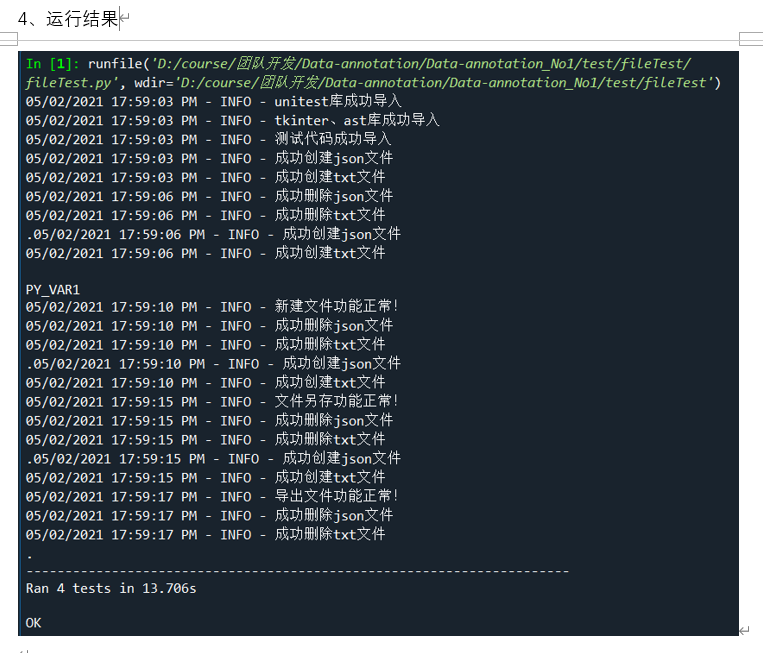 4、运行结果
In [1]: runfile('D:/course/团队开发/Data-annotation/Data-annotation_No1/test/fileTest/
fileTest.py', wdir='D:/course/团队开发/Data-annotation/Data-annotation_No1/test/fileTest')
05/02/2021 17:59:03 PM - INFO - unitest库成功导入
05/02/2021 17:59:03 PM - INFO - tkinter、ast库成功导入
05/02/2021 17:59:03 PM - INFO - 测试代码成功导入
05/02/2021 17:59:03 PM - INFO - 成功创建json文件
05/02/2021 17:59:03 PM - INFO - 成功创建txt文件
05/02/2021 17:59:06 PM - INFO - 成功删除json文件
05/02/2021 17:59:06 PM - INFO - 成功删除txt文件
.05/02/2021 17:59:06 PM - INFO - 成功创建json文件
05/02/2021 17:59:06 PM - INFO - 成功创建txt文件
PY_VAR1
05/02/2021 17:59:10 PM - INFO - 新建文件功能正常!
05/02/2021 17:59:10 PM - INFO - 成功删除json文件
05/02/2021 17:59:10 PM - INFO - 成功删除txt文件
.05/02/2021 17:59:10 PM - INFO - 成功创建json文件
05/02/2021 17:59:10 PM - INFO - 成功创建txt文件
05/02/2021 17:59:15 PM - INFO - 文件另存功能正常!
05/02/2021 17:59:15 PM - INFO - 成功删除json文件
05/02/2021 17:59:15 PM - INFO - 成功删除txt文件
.05/02/2021 17:59:15 PM - INFO - 成功创建json文件
05/02/2021 17:59:15 PM - INFO - 成功创建txt文件
05/02/2021 17:59:17 PM - INFO - 导出文件功能正常!
05/02/2021 17:59:17 PM - INFO - 成功删除json文件
05/02/2021 17:59:17 PM - INFO - 成功删除txt文件
.
----------------------------------------------------------------------
Ran 4 tests in 13.706s
OK